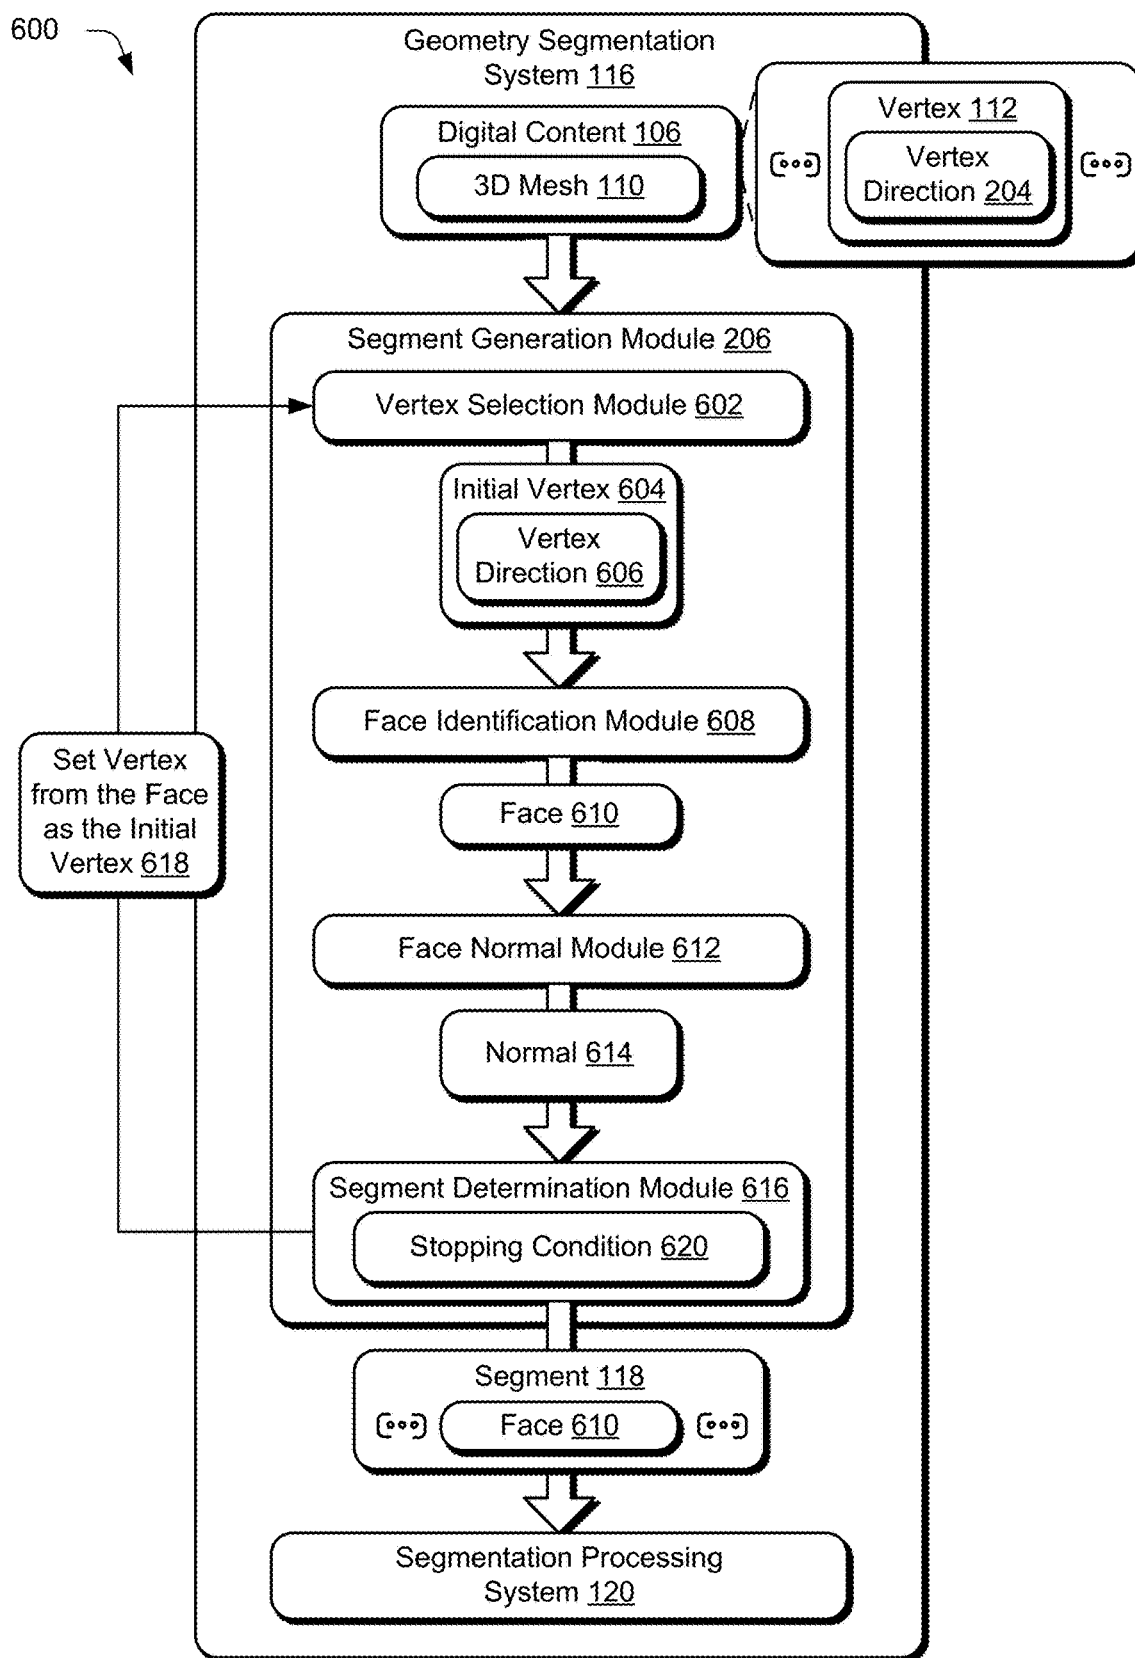 600
Geometry Segmentation
System 116
Digital Content 106
3D Mesh 110
Vertex 112
Vertex
Direction 204
Segment Generation Module 206
Vertex Selection Module 602
Initial Vertex 604
Vertex
Direction 606
Face Identification Module 608
Set Vertex
from the Face
as the Initial
Vertex 618
Face 610
Face Normal Module 612
Normal 614
Segment Determination Module 616
Stopping Condition 620
Segment 118
Face 610
Segmentation Processing
System 120